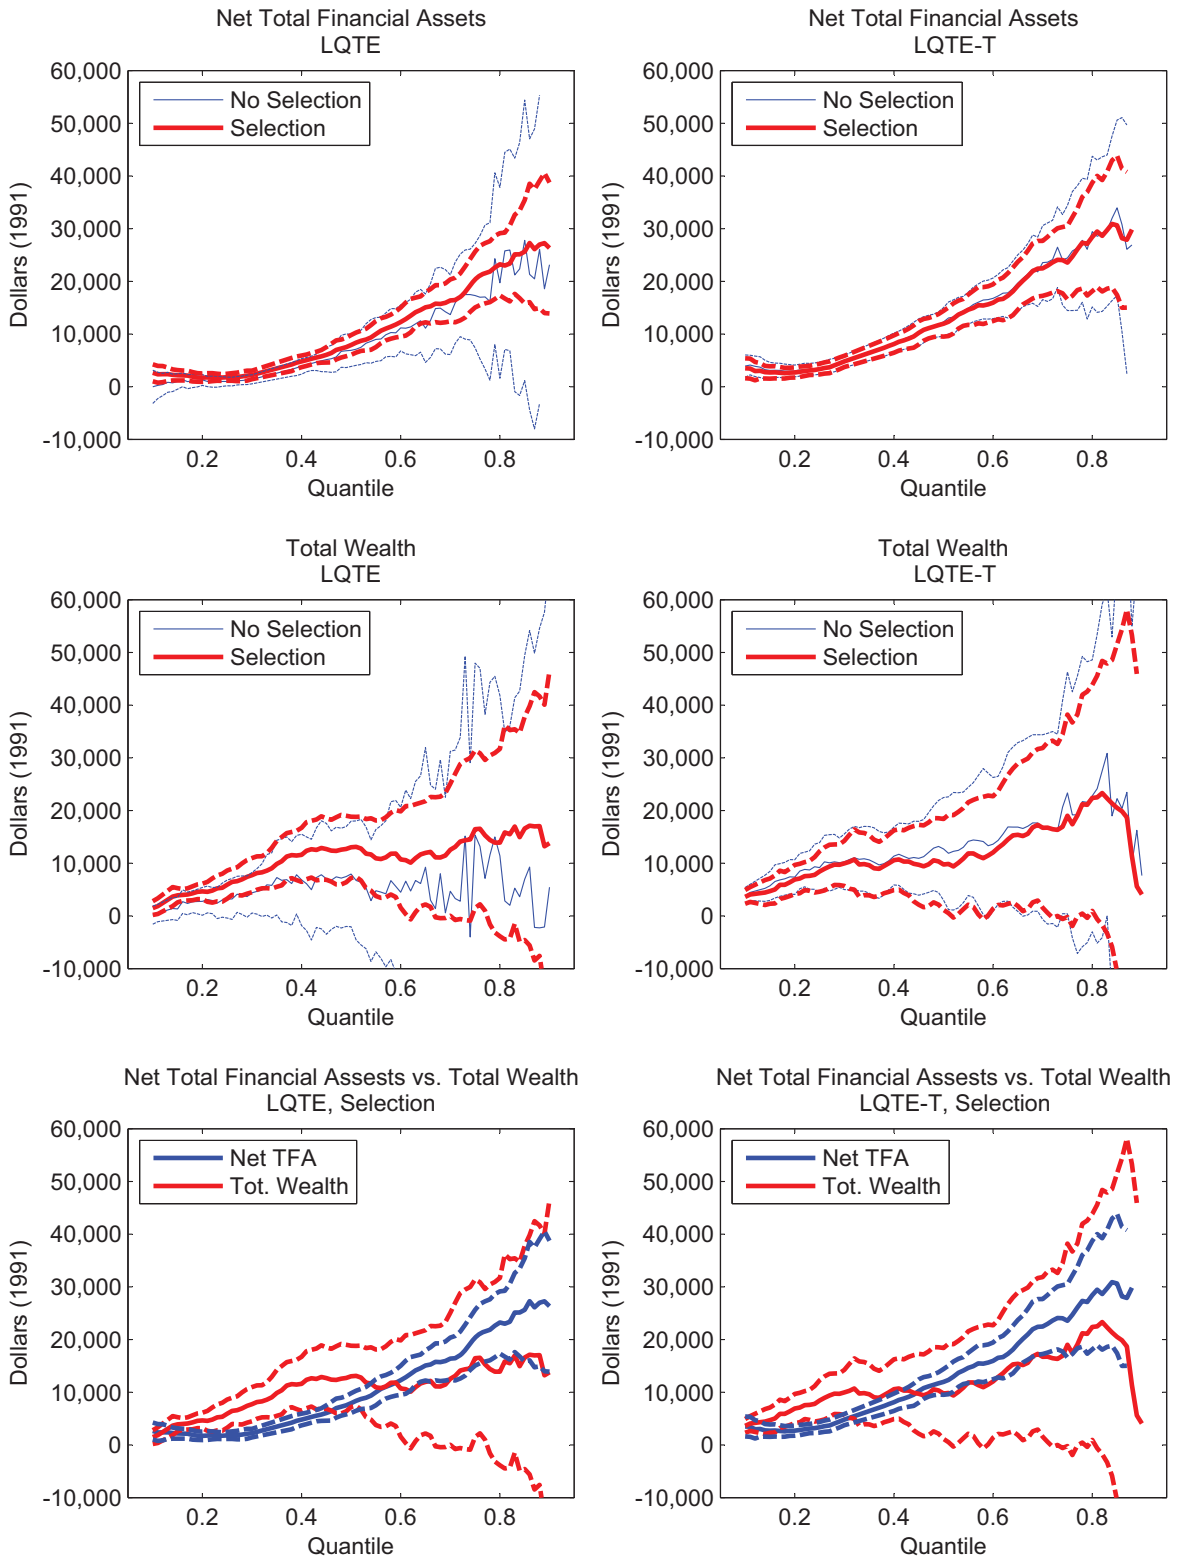 Net Total Financial Assets
LQTE
60,000
50,000
40,000
30,000
20,000
10,000
0
-10,000
Dollars (1991)
No Selection
Selection
0.2
0.4
0.6
0.8
Quantile
Net Total Financial Assets
LQTE-T
60,000
50,000
40,000
30,000
20,000
10,000
0
-10,000
Dollars (1991)
No Selection
Selection
0.2
0.4
0.6
0.8
Quantile
Total Wealth
LQTE
60,000
50,000
40,000
30,000
20,000
10,000
0
-10,000
Dollars (1991)
No Selection
Selection
0.2
0.4
0.6
0.8
Quantile
Total Wealth
LQTE-T
60,000
50,000
40,000
30,000
20,000
10,000
0
-10,000
Dollars (1991)
No Selection
Selection
0.2
0.4
0.6
0.8
Quantile
Net Total Financial Assests vs. Total Wealth
LQTE, Selection
60,000
50,000
40,000
30,000
20,000
10,000
0
-10,000
Dollars (1991)
Net TFA
Tot. Wealth
0.2
0.4
0.6
0.8
Quantile
Net Total Financial Assests vs. Total Wealth
LQTE-T, Selection
60,000
50,000
40,000
30,000
20,000
10,000
0
-10,000
Dollars (1991)
Net TFA
Tot. Wealth
0.2
0.4
0.6
0.8
Quantile